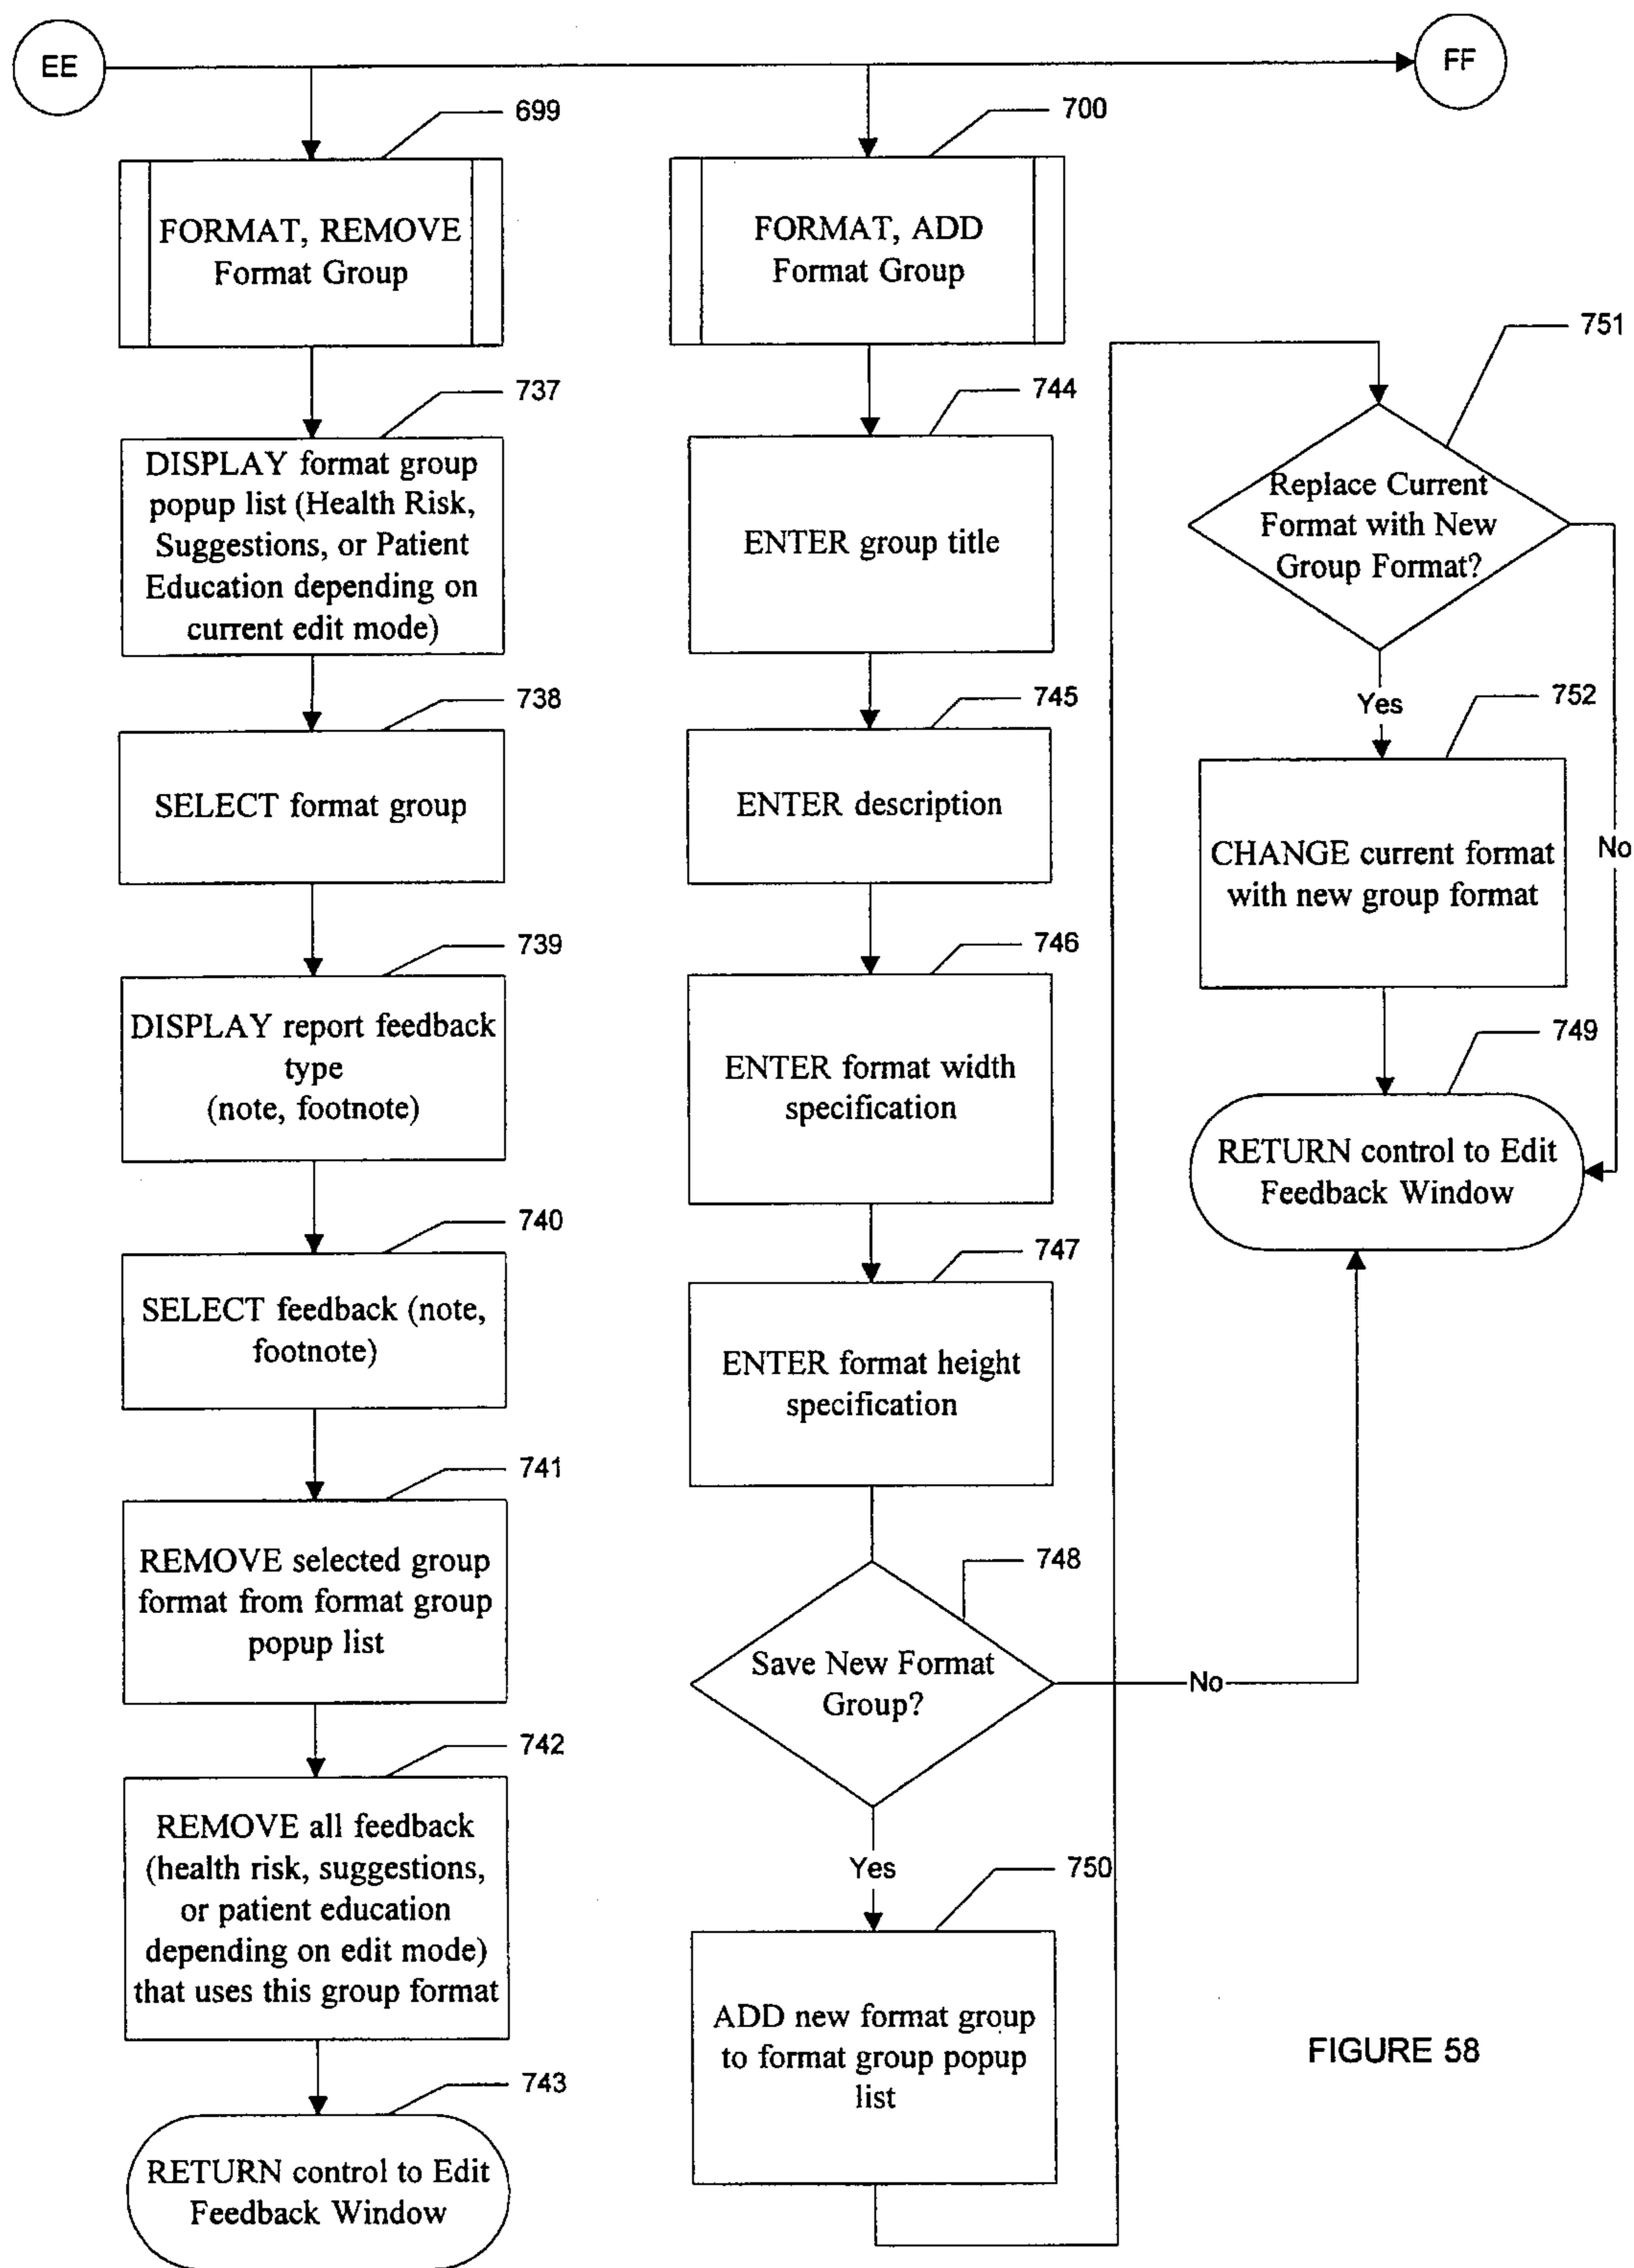 EE
FF
699
FORMAT, REMOVE
Format Group
737
DISPLAY format group
popup list (Health Risk,
Suggestions, or Patient
Education depending on
current edit mode)
738
SELECT format group
739
DISPLAY report feedback
type
(note, footnote)
740
SELECT feedback (note,
footnote)
741
REMOVE selected group
format from format group
popup list
742
REMOVE all feedback
(health risk, suggestions,
or patient education
depending on edit mode)
that uses this group format
743
RETURN control to Edit
Feedback Window
700
FORMAT, ADD
Format Group
744
ENTER group title
745
ENTER description
746
ENTER format width
specification
747
ENTER format height
specification
748
Save New Format
Group?
No
Yes
750
ADD new format group
to format group popup
list
751
Replace Current
Format with New
Group Format?
Yes
No
752
CHANGE current format
with new group format
749
RETURN control to Edit
Feedback Window
FIGURE 58